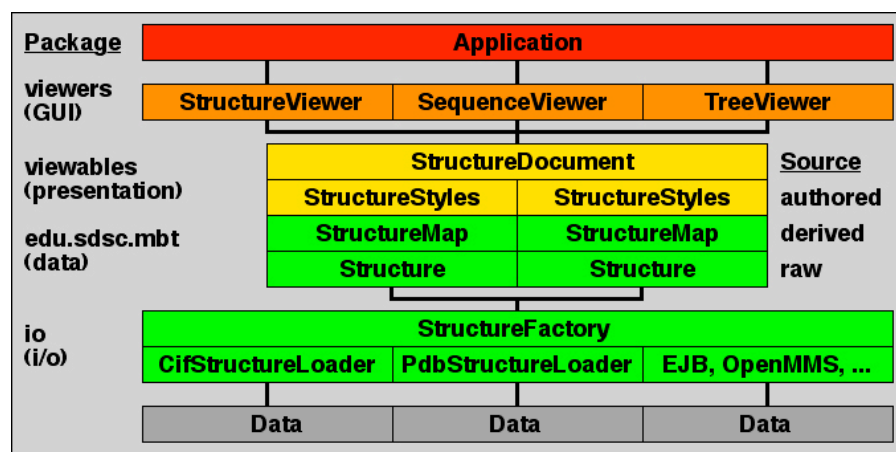 Package Application
viewers
(GUI) StructureViewer SequenceViewer TreeViewer
viewables
(presentation) StructureDocument Source
StructureStyles StructureStyles authored
edu.sdsc.mbt
(data) StructureMap StructureMap derived
Structure Structure raw
io
(i/o) StructureFactory
CifStructureLoader PdbStructureLoader EJB, OpenMMS, ...
Data Data Data